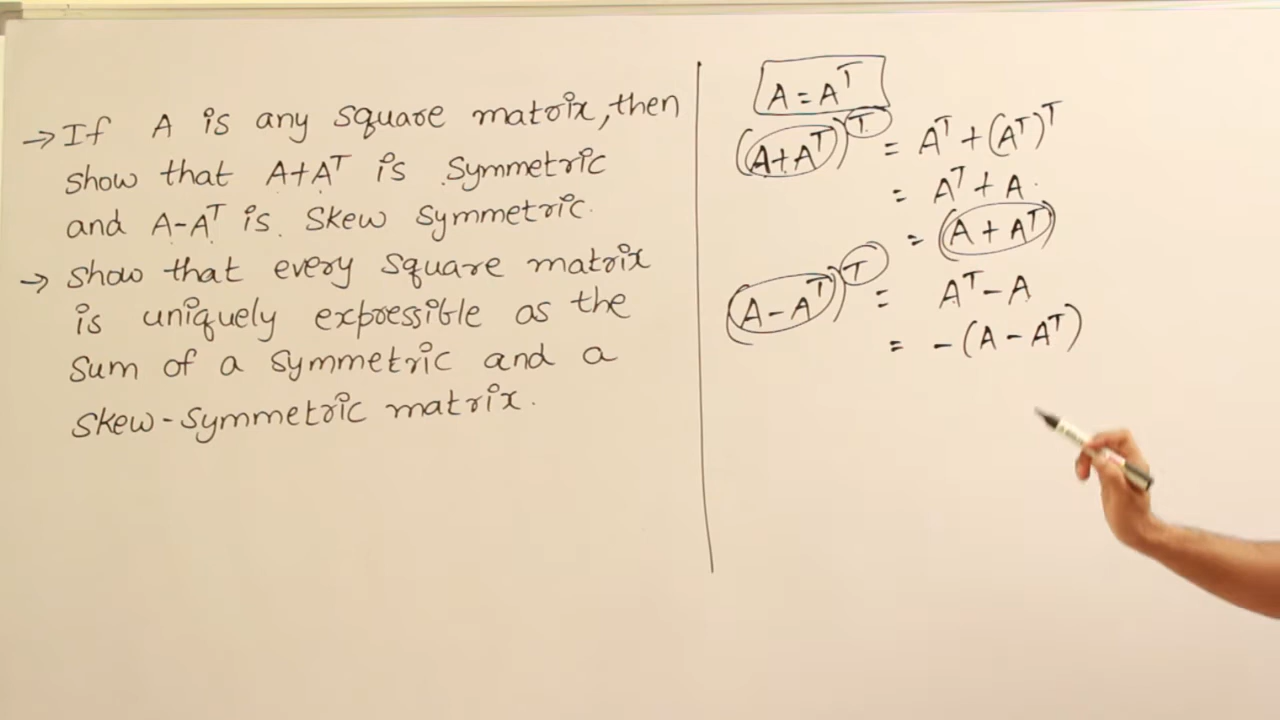 → If A is any square matrix, then
show that A+Aᵀ is symmetric
and A-Aᵀ is skew symmetric.
→ Show that every square matrix
is uniquely expressible as the
sum of a symmetric and a
skew-symmetric matrix.
A = Aᵀ
(A+Aᵀ)ᵀ = Aᵀ + (Aᵀ)ᵀ
= Aᵀ + A.
= (A + Aᵀ)
(A - Aᵀ)ᵀ = Aᵀ - A
= -(A - Aᵀ)